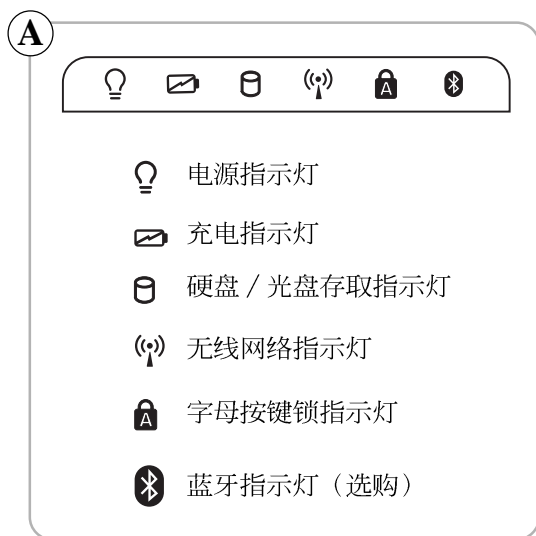 A
A
电源指示灯
充电指示灯
硬盘 / 光盘存取指示灯
无线网络指示灯
A 字母按键锁指示灯
蓝牙指示灯（选购）